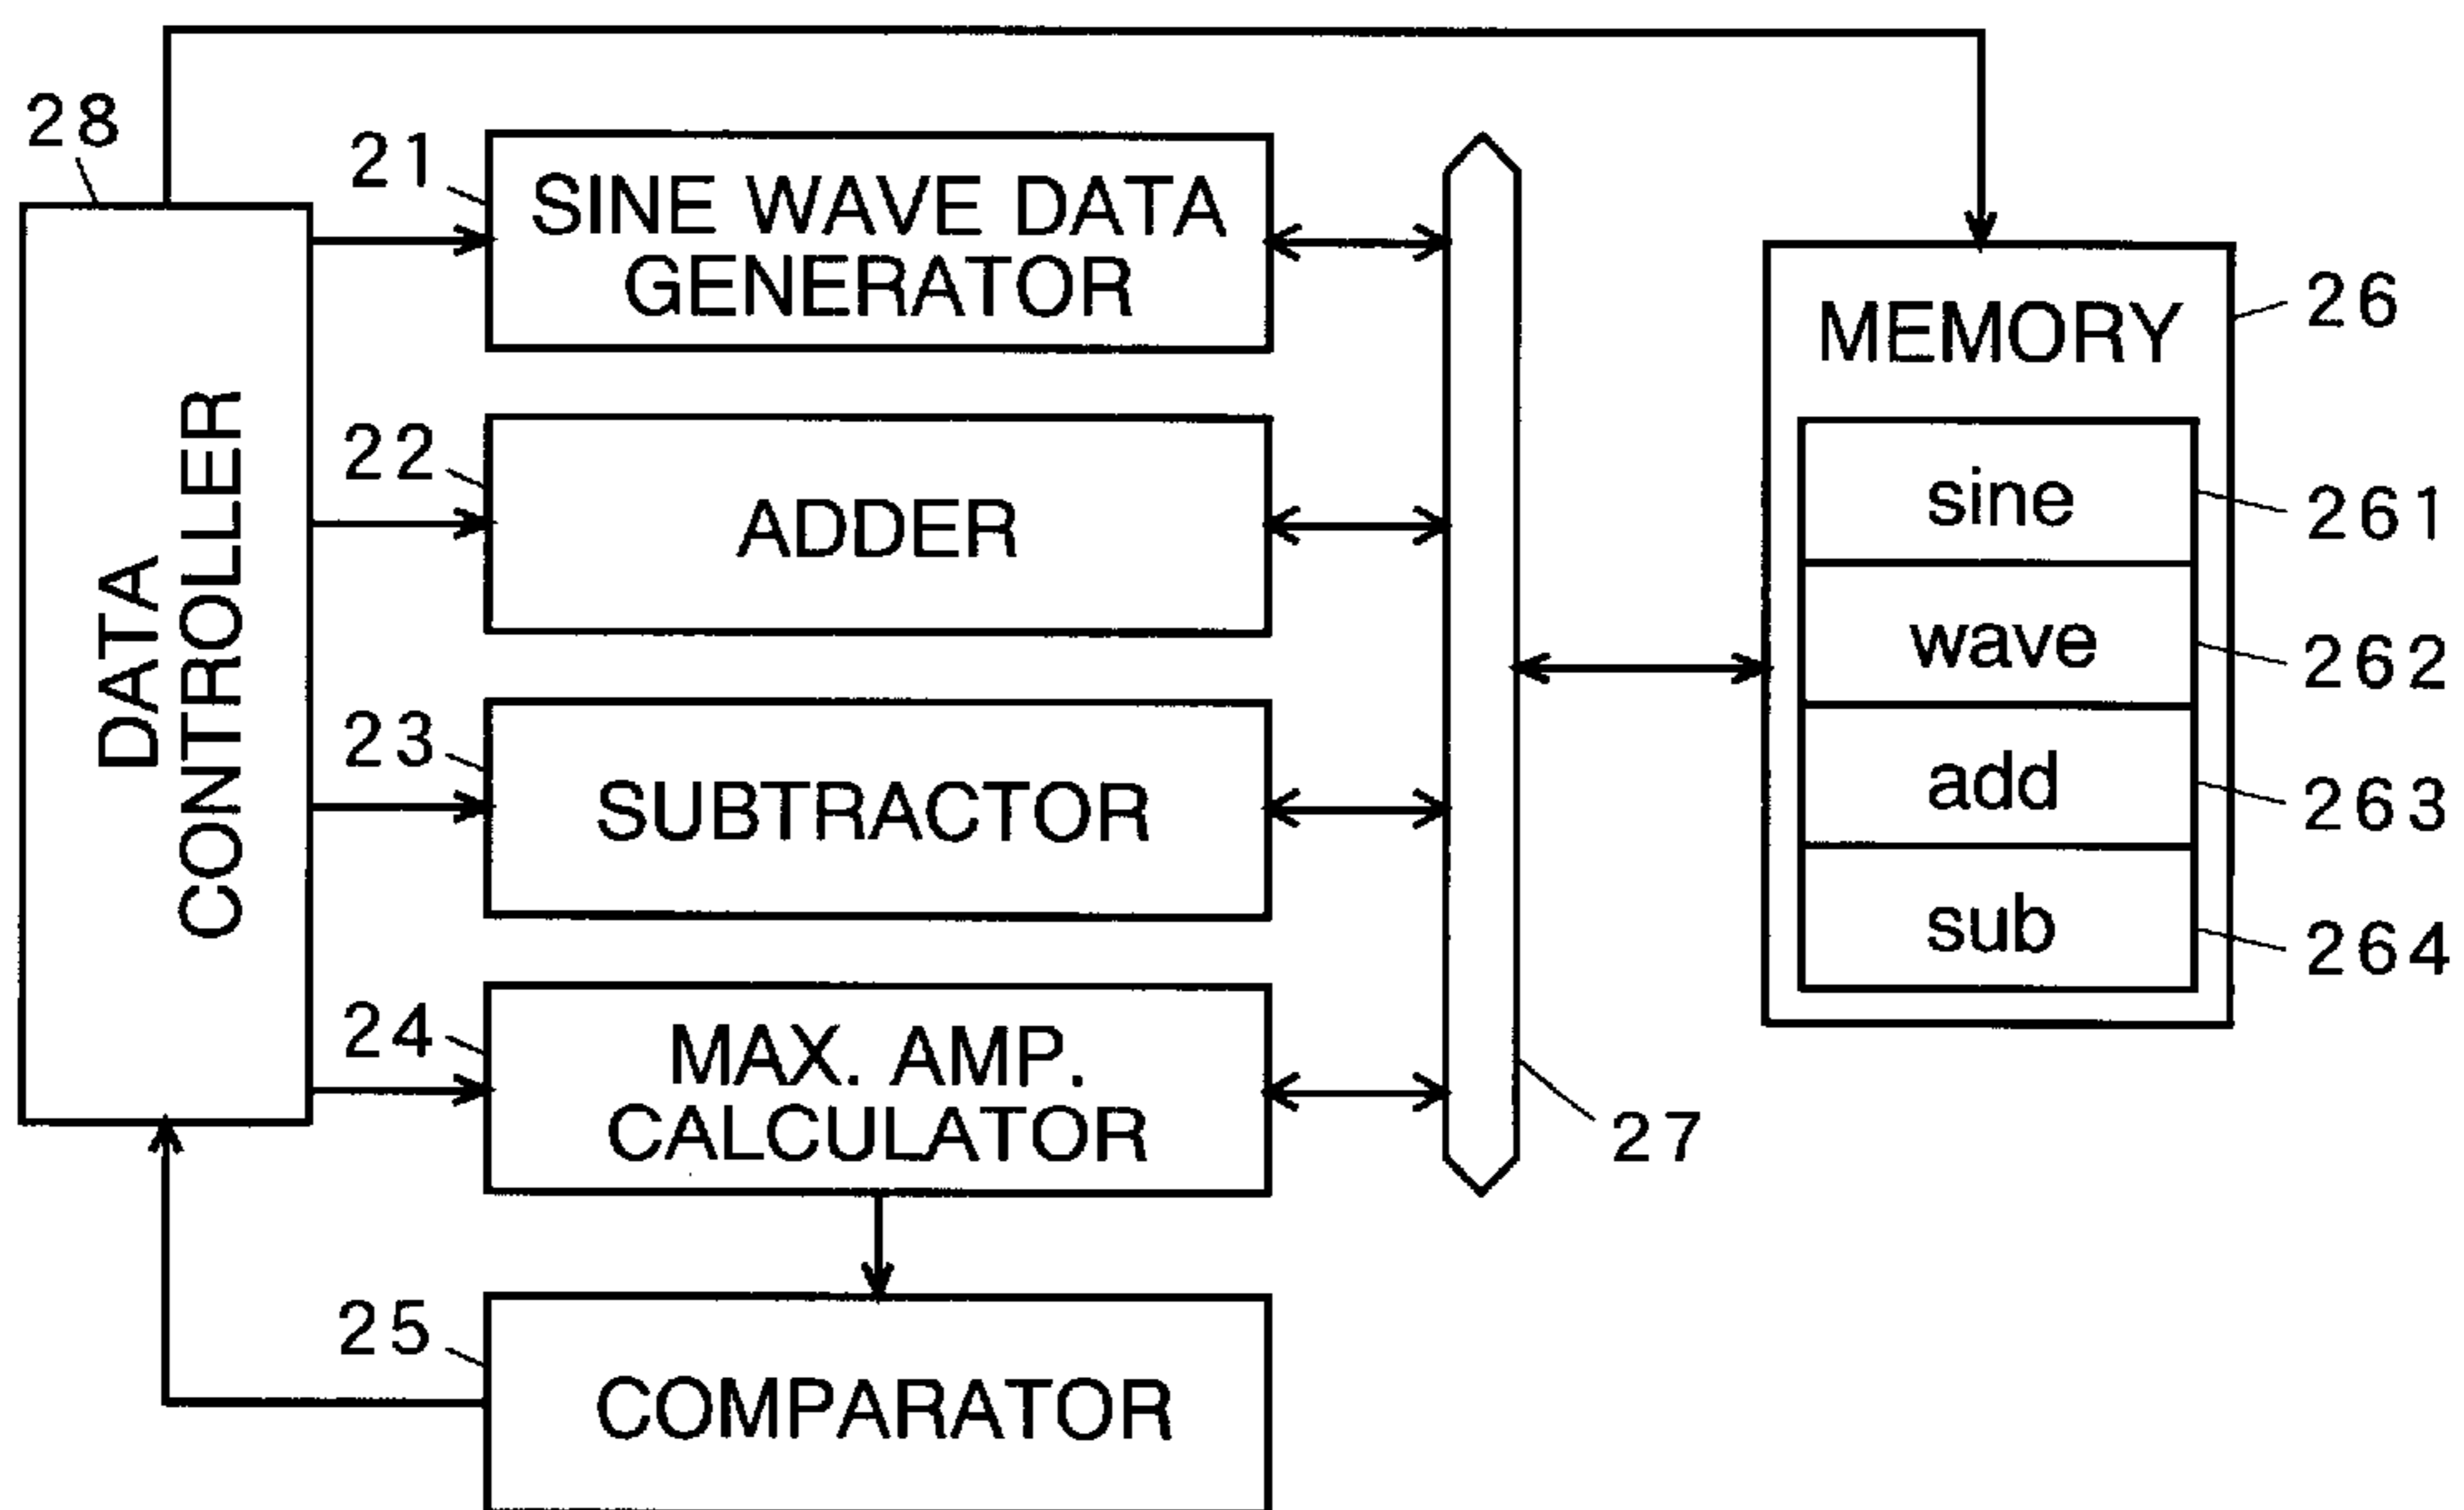 28
21
SINE WAVE DATA
GENERATOR
MEMORY
26
22
ADDER
sine
261
wave
262
DATA
CONTROLLER
23
SUBTRACTOR
add
263
sub
264
24
MAX. AMP.
CALCULATOR
27
25
COMPARATOR